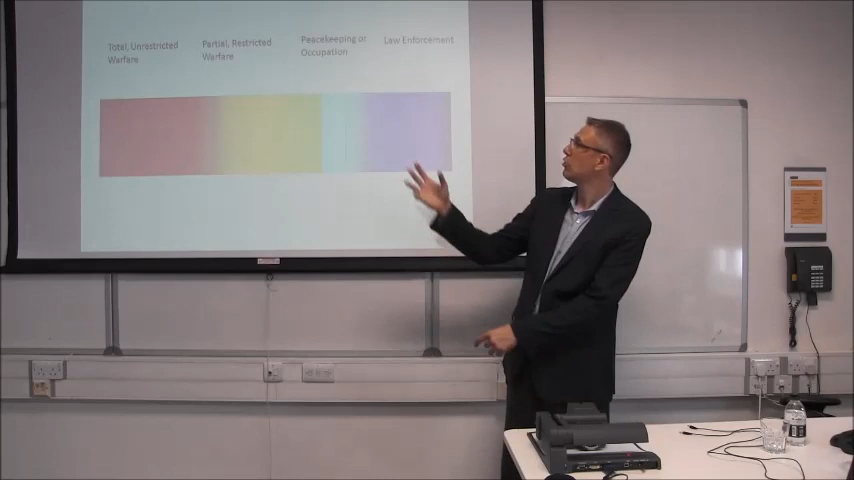 Total, Unrestricted
Warfare
Partial, Restricted
Warfare
Peacekeeping or
Occupation
Law Enforcement